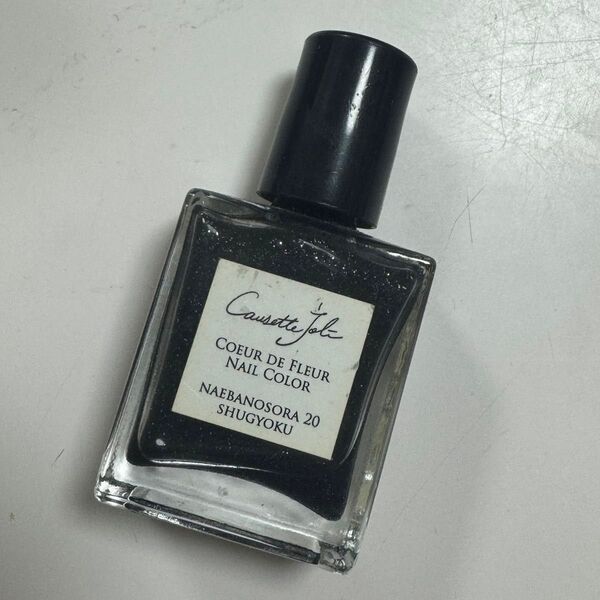 Causette Joli
COEUR DE FLEUR
NAIL COLOR
NAEBANOSORA 20
SHUGYOKU